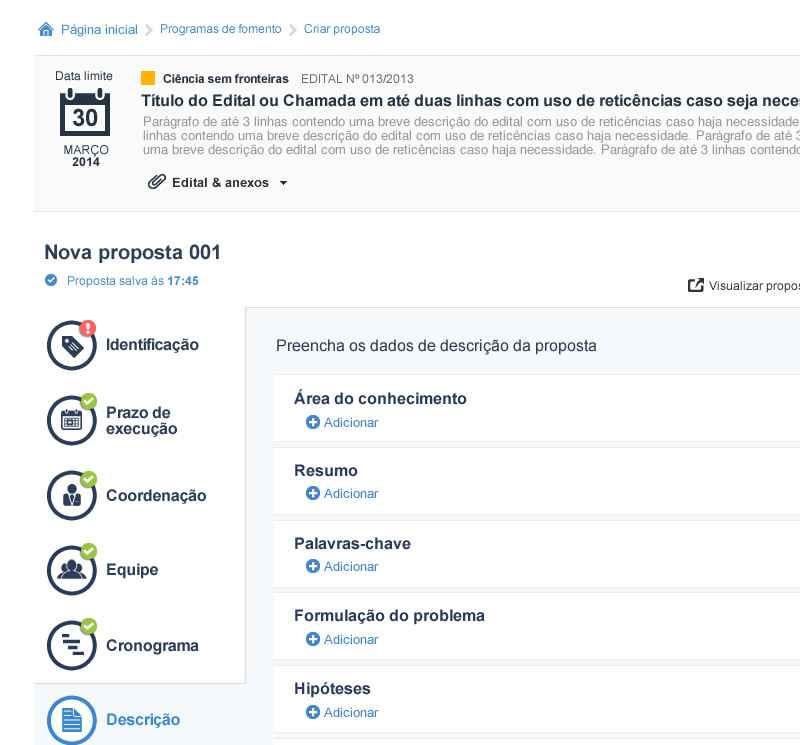 Página inicial Programas de fomento Criar proposta
Data limite
30
MARÇO
2014
Ciência sem fronteiras EDITAL Nº 013/2013
Título do Edital ou Chamada em até duas linhas com uso de reticências caso seja nece
Parágrafo de até 3 linhas contendo uma breve descrição do edital com uso de reticências caso haja necessidade
linhas contendo uma breve descrição do edital com uso de reticências caso haja necessidade. Parágrafo de até 3
uma breve descrição do edital com uso de reticências caso haja necessidade. Parágrafo de até 3 linhas contendo
Edital & anexos
Nova proposta 001
Proposta salva às 17:45
Visualizar propos
Identificação
Prazo de
execução
Coordenação
Equipe
Cronograma
Descrição
Preencha os dados de descrição da proposta
Área do conhecimento
Adicionar
Resumo
Adicionar
Palavras-chave
Adicionar
Formulação do problema
Adicionar
Hipóteses
Adicionar